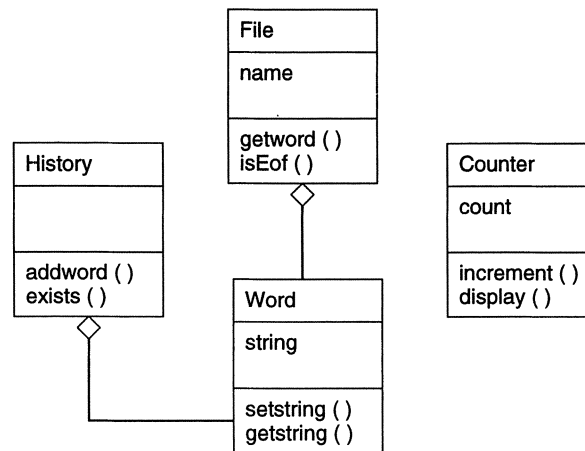 File
name
getword ( )
isEof ( )
History
addword ( )
exists ( )
Counter
count
increment ( )
display ( )
Word
string
setstring ( )
getstring ( )